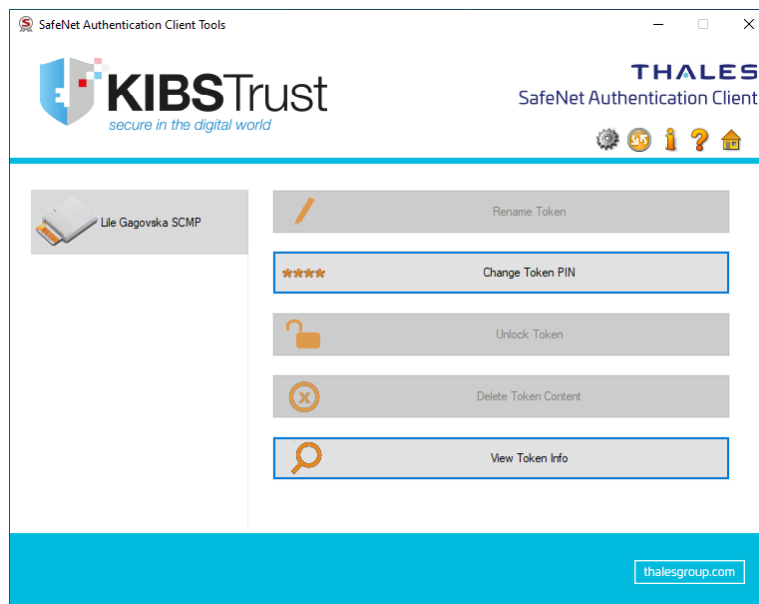 SafeNet Authentication Client Tools
KIBSTrust
secure in the digital world
THALES
SafeNet Authentication Client
Lile Gagovska SCMP
Rename Token
**** Change Token PIN
Unlock Token
Delete Token Content
View Token Info
thalesgroup.com